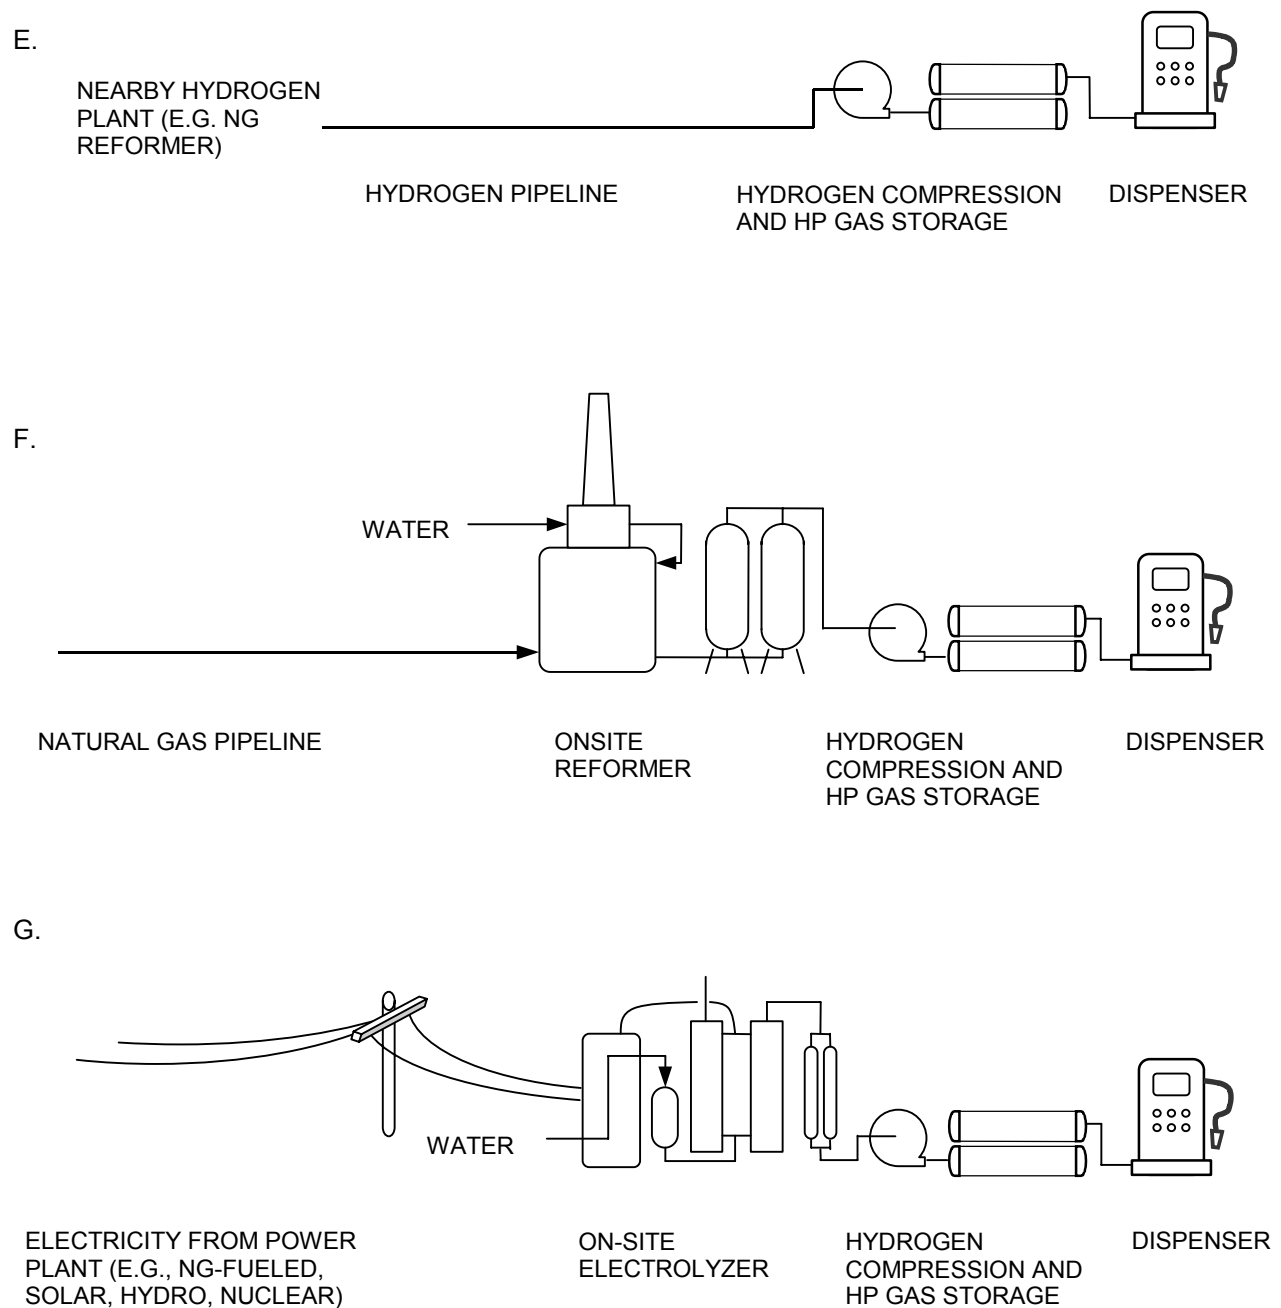 E.
NEARBY HYDROGEN
PLANT (E.G. NG
REFORMER)
HYDROGEN PIPELINE
HYDROGEN COMPRESSION
AND HP GAS STORAGE
DISPENSER
F.
WATER
NATURAL GAS PIPELINE
ONSITE
REFORMER
HYDROGEN
COMPRESSION AND
HP GAS STORAGE
DISPENSER
G.
WATER
ELECTRICITY FROM POWER
PLANT (E.G., NG-FUELED,
SOLAR, HYDRO, NUCLEAR)
ON-SITE
ELECTROLYZER
HYDROGEN
COMPRESSION AND
HP GAS STORAGE
DISPENSER